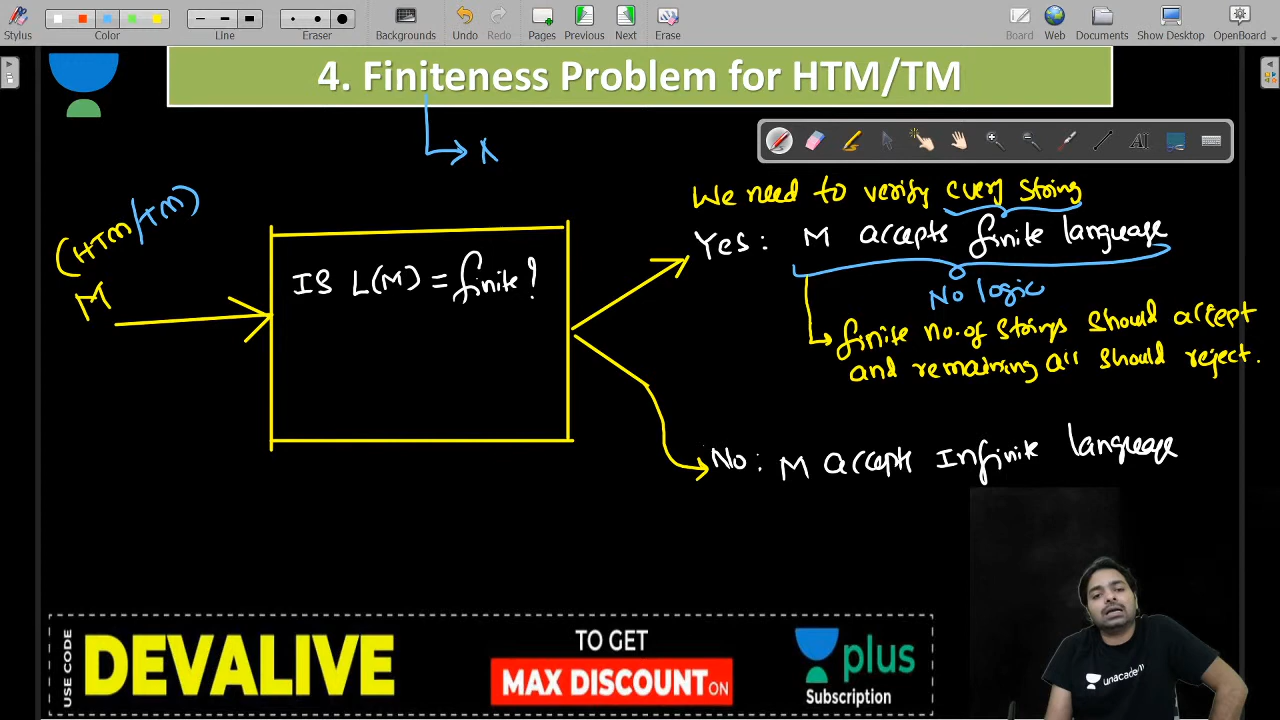 Stylus
Color
Line
Eraser
Backgrounds
Undo
Redo
Pages
Previous
Next
Erase
Board
Web
Documents
Show Desktop
OpenBoard
4. Finiteness Problem for HTM/TM
X
(HTM/TM)
M
IS L(M) = finite?
We need to verify every string
Yes: M accepts finite language
No logic
finite no. of strings should accept
and remaining all should reject.
No: M accepts Infinite language
unacademy
USE CODE
DEVALIVE
TO GET
MAX DISCOUNT ON
plus
Subscription